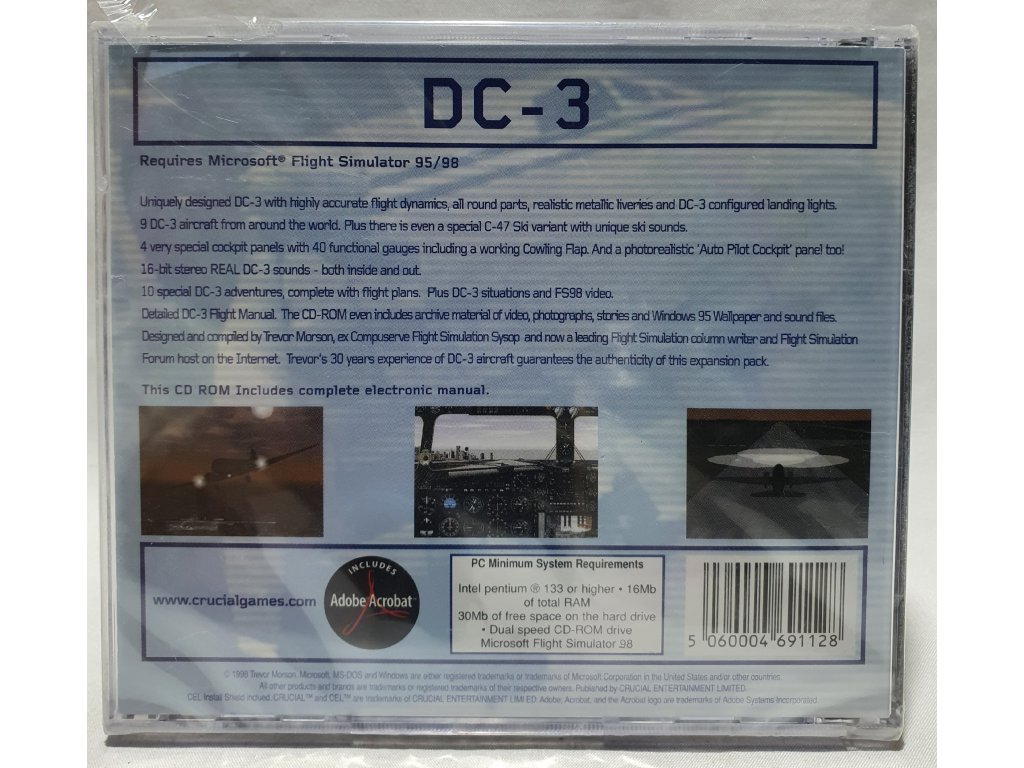 DC-3
Requires Microsoft® Flight Simulator 95/98
Uniquely designed DC-3 with highly accurate flight dynamics, all round parts, realistic metallic liveries and DC-3 configured landing lights.
9 DC-3 aircraft from around the world. Plus there is even a special C-47 Ski variant with unique ski sounds.
4 very special cockpit panels with 40 functional gauges including a working Cowling Flap. And a photorealistic 'Auto Pilot Cockpit' panel too!
16-bit stereo REAL DC-3 sounds - both inside and out.
10 special DC-3 adventures, complete with flight plans. Plus DC-3 situations and FS98 video.
Detailed DC-3 Flight Manual. The CD-ROM even includes archive material of video, photographs, stories and Windows 95 Wallpaper and sound files.
Designed and compiled by Trevor Morson, ex Compuserve Flight Simulation Sysop and now a leading Flight Simulation column writer and Flight Simulation
Forum host on the Internet. Trevor's 30 years experience of DC-3 aircraft guarantees the authenticity of this expansion pack.
This CD ROM Includes complete electronic manual.
www.crucialgames.com
INCLUDES
Adobe Acrobat™
PC Minimum System Requirements
Intel pentium ® 133 or higher • 16Mb
of total RAM
30Mb of free space on the hard drive
• Dual speed CD-ROM drive
Microsoft Flight Simulator 98
5 060004 691128
© 1998 Trevor Morson. Microsoft, MS-DOS and Windows are either registered trademarks or trademarks of Microsoft Corporation in the United States and/or other countries.
All other products and brands are trademarks or registered trademarks of their respective owners. Published by CRUCIAL ENTERTAINMENT LIMITED.
CEL Install Shield inclued. CRUCIAL™ and CEL™ are trademarks of CRUCIAL ENTERTAINMENT LIM ED. Adobe, Acrobat, and the Acrobat logo are trademarks of Adobe Systems Incorporated.